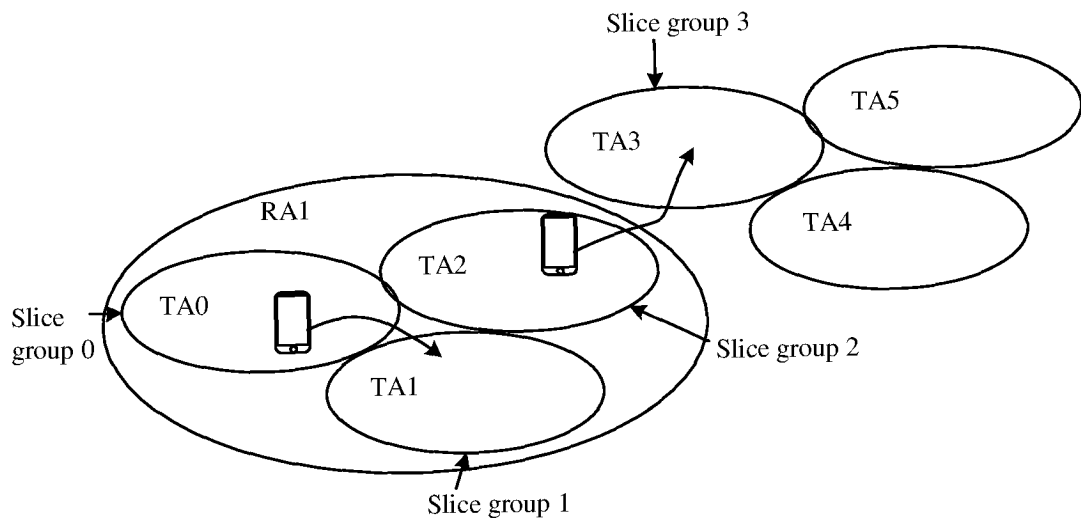 Slice group 3
TA5
TA3
RA1
TA4
TA2
TA0
Slice
group 0
Slice group 2
TA1
Slice group 1